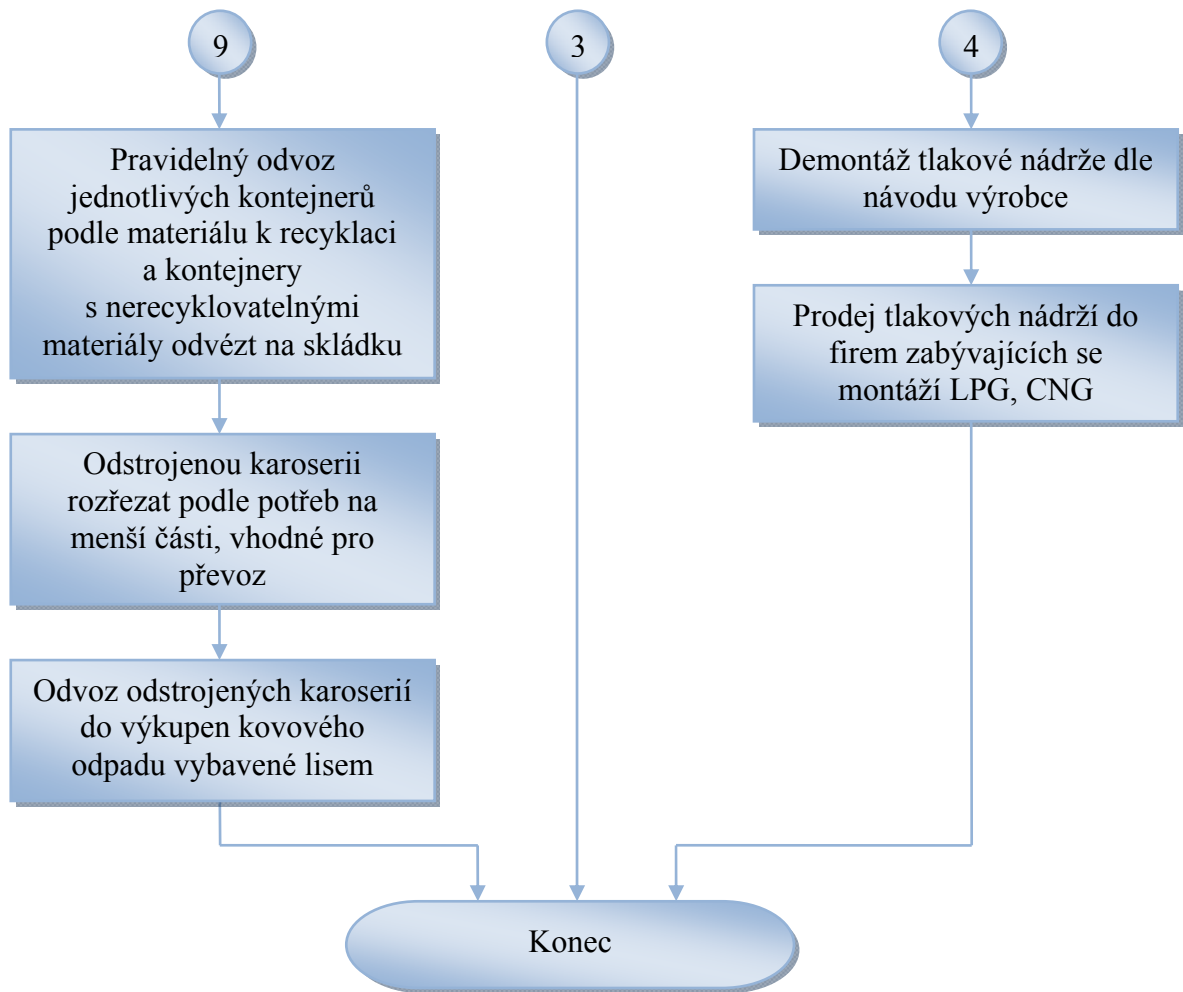 9
3
4
Pravidelný odvoz
jednotlivých kontejnerů
podle materiálu k recyklaci
a kontejnery
s nerecyklovatelnými
materiály odvézt na skládku
Odstrojenou karoserii
rozřezat podle potřeb na
menší části, vhodné pro
převoz
Odvoz odstrojených karoserií
do výkupen kovového
odpadu vybavené lisem
Demontáž tlakové nádrže dle
návodu výrobce
Prodej tlakových nádrží do
firem zabývajících se
montáží LPG, CNG
Konec